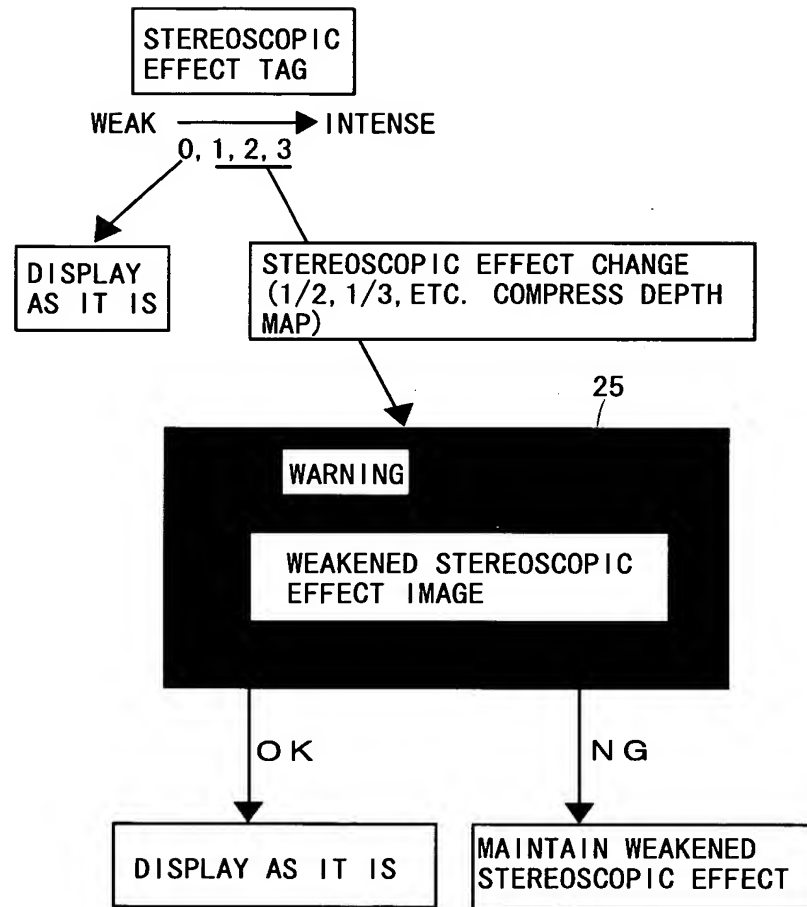 STEREOSCOPIC
EFFECT TAG
WEAK INTENSE
0, 1, 2, 3
DISPLAY
AS IT IS
STEREOSCOPIC EFFECT CHANGE
(1/2, 1/3, ETC. COMPRESS DEPTH
MAP)
25
WARNING
WEAKENED STEREOSCOPIC
EFFECT IMAGE
OK NG
DISPLAY AS IT IS
MAINTAIN WEAKENED
STEREOSCOPIC EFFECT